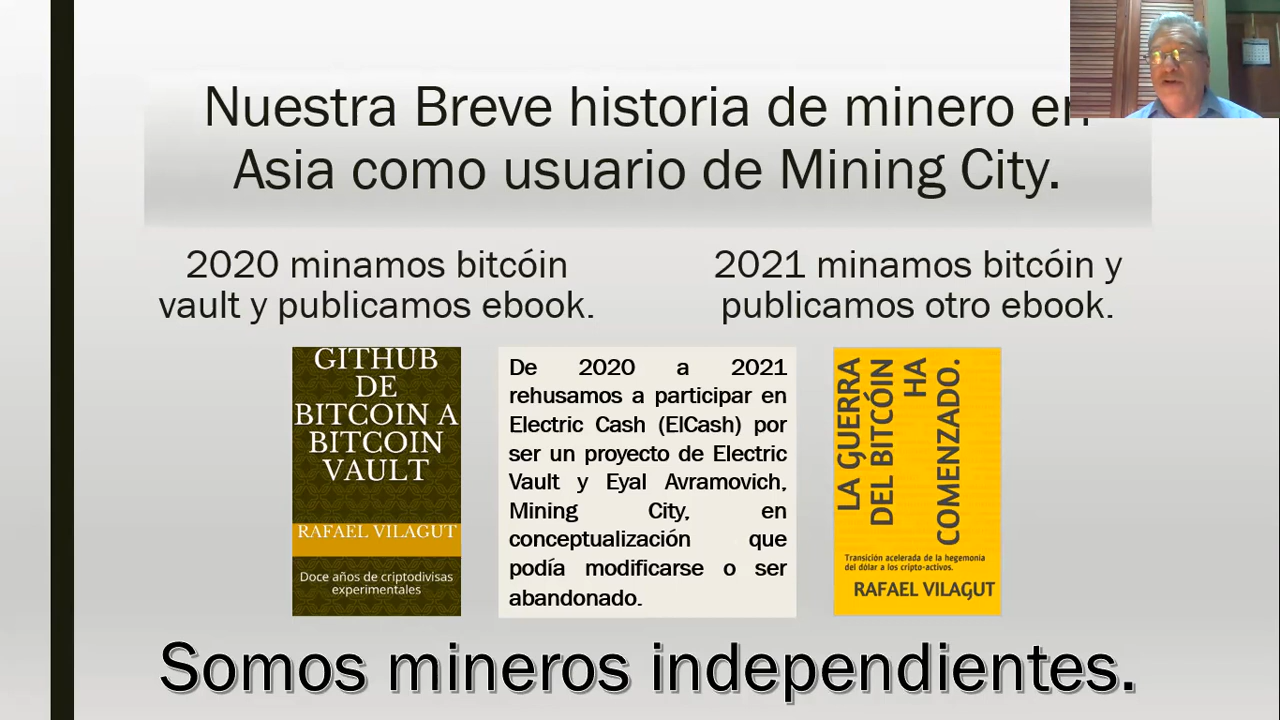 Nuestra Breve historia de minero en
Asia como usuario de Mining City.
2020 minamos bitcóin
vault y publicamos ebook.
2021 minamos bitcóin y
publicamos otro ebook.
GITHUB
DE
BITCOIN A
BITCOIN
VAULT
RAFAEL VILAGUT
Doce años de criptodivisas
experimentales
De 2020 a 2021
rehusamos a participar en
Electric Cash (ElCash) por
ser un proyecto de Electric
Vault y Eyal Avramovich,
Mining City, en
conceptualización que
podía modificarse o ser
abandonado.
LA GUERRA
DEL BITCÓIN
HA
COMENZADO.
Transición acelerada de la hegemonia
del dólar a los cripto-activos.
RAFAEL VILAGUT
Somos mineros independientes.